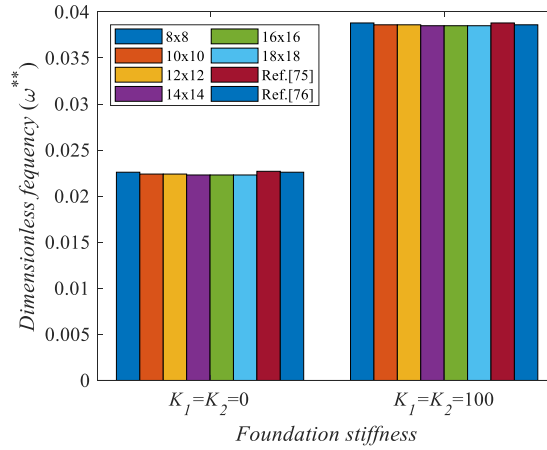 0.04
0.035
0.03
0.025
0.02
0.015
0.01
0.005
0
Dimensionless fequency (ω**)
8x8
10x10
12x12
14x14
16x16
18x18
Ref.[75]
Ref.[76]
K1=K2=0
K1=K2=100
Foundation stiffness